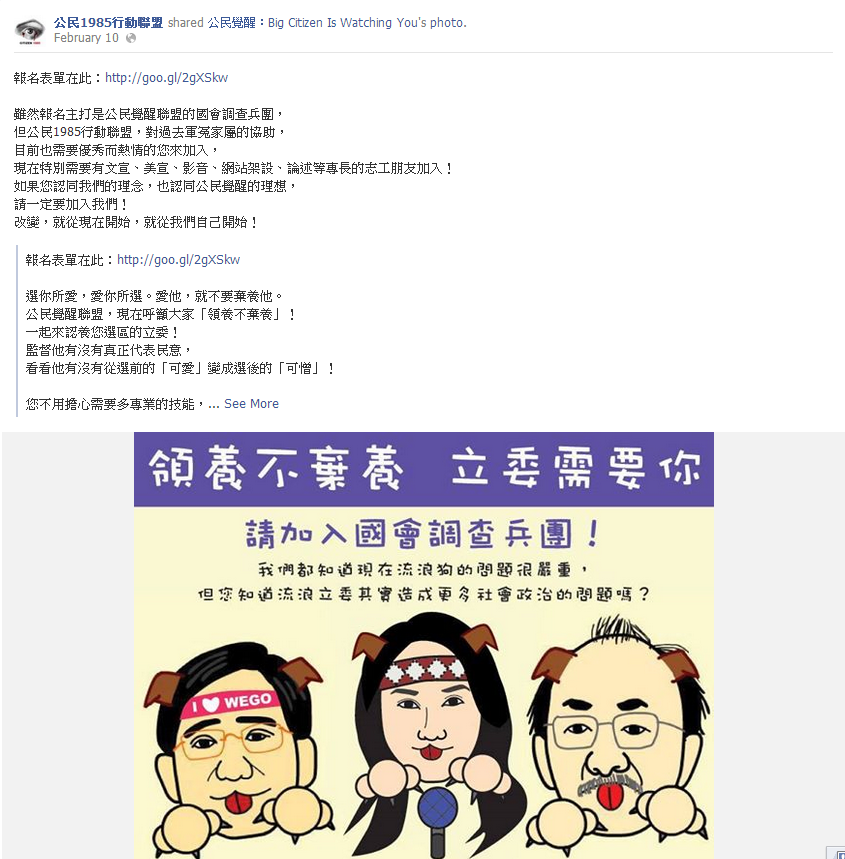 公民1985行動聯盟 shared 公民覺醒：Big Citizen Is Watching You's photo.
February 10
報名表單在此：http://goo.gl/2gXSkw
雖然報名主打是公民覺醒聯盟的國會調查兵團，
但公民1985行動聯盟，對過去軍冤家屬的協助，
目前也需要優秀而熱情的您來加入，
現在特別需要有文宣、美宣、影音、網站架設、論述等專長的志工朋友加入！
如果您認同我們的理念，也認同公民覺醒的理想，
請一定要加入我們！
改變，就從現在開始，就從我們自己開始！
報名表單在此：http://goo.gl/2gXSkw
選你所愛，愛你所選。愛他，就不要棄養他。
公民覺醒聯盟，現在呼籲大家「領養不棄養」！
一起來認養您選區的立委！
監督他有沒有真正代表民意，
看看他有沒有從選前的「可愛」變成選後的「可憎」！
您不用擔心需要多專業的技能，... See More
領養不棄養 立委需要你
請加入國會調查兵團！
我們都知道現在流浪狗的問題很嚴重，
但您知道流浪立委其實造成更多社會政治的問題嗎？
I WEGO